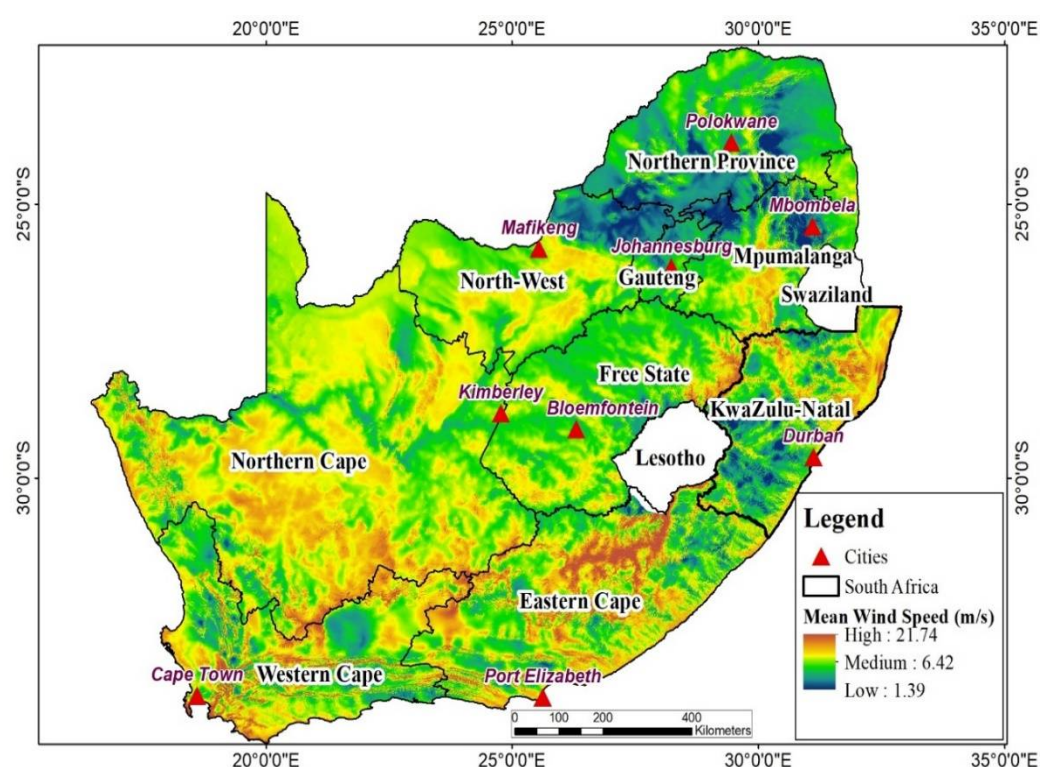 20°0'0"E
25°0'0"E
30°0'0"E
35°0'0"E
Polokwane
Northern Province
25°0'0"S
25°0'0"S
Mbombela
Mafikeng
Johannesburg
Mpumalanga
North-West
Gauteng
Swaziland
Free State
Kimberley
Bloemfontein
KwaZulu-Natal
Durban
Northern Cape
Lesotho
30°0'0"S
30°0'0"S
Legend
Cities
South Africa
Eastern Cape
Mean Wind Speed (m/s)
High : 21.74
Medium : 6.42
Low : 1.39
Cape Town
Western Cape
Port Elizabeth
0 100 200 400
Kilometers
20°0'0"E
25°0'0"E
30°0'0"E
35°0'0"E